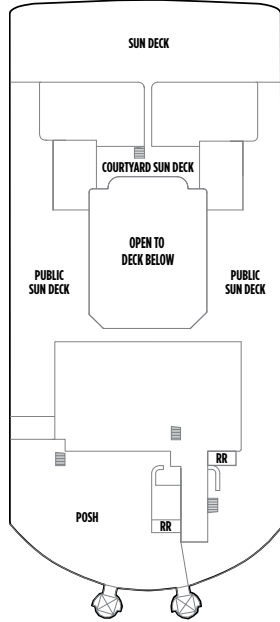 SUN DECK
COURTYARD SUN DECK
OPEN TO
DECK BELOW
PUBLIC
SUN DECK
PUBLIC
SUN DECK
RR
POSH
RR